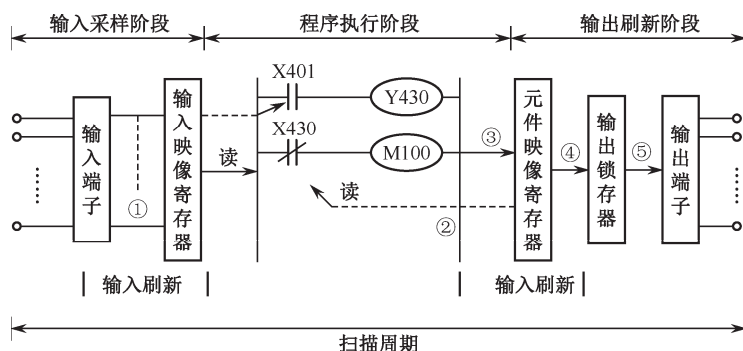 输入采样阶段
程序执行阶段
输出刷新阶段
输入端子
①
输入映像寄存器
读
X401
Y430
X430
M100
读
②
③
元件映像寄存器
④
输出锁存器
⑤
输出端子
输入刷新
输入刷新
扫描周期